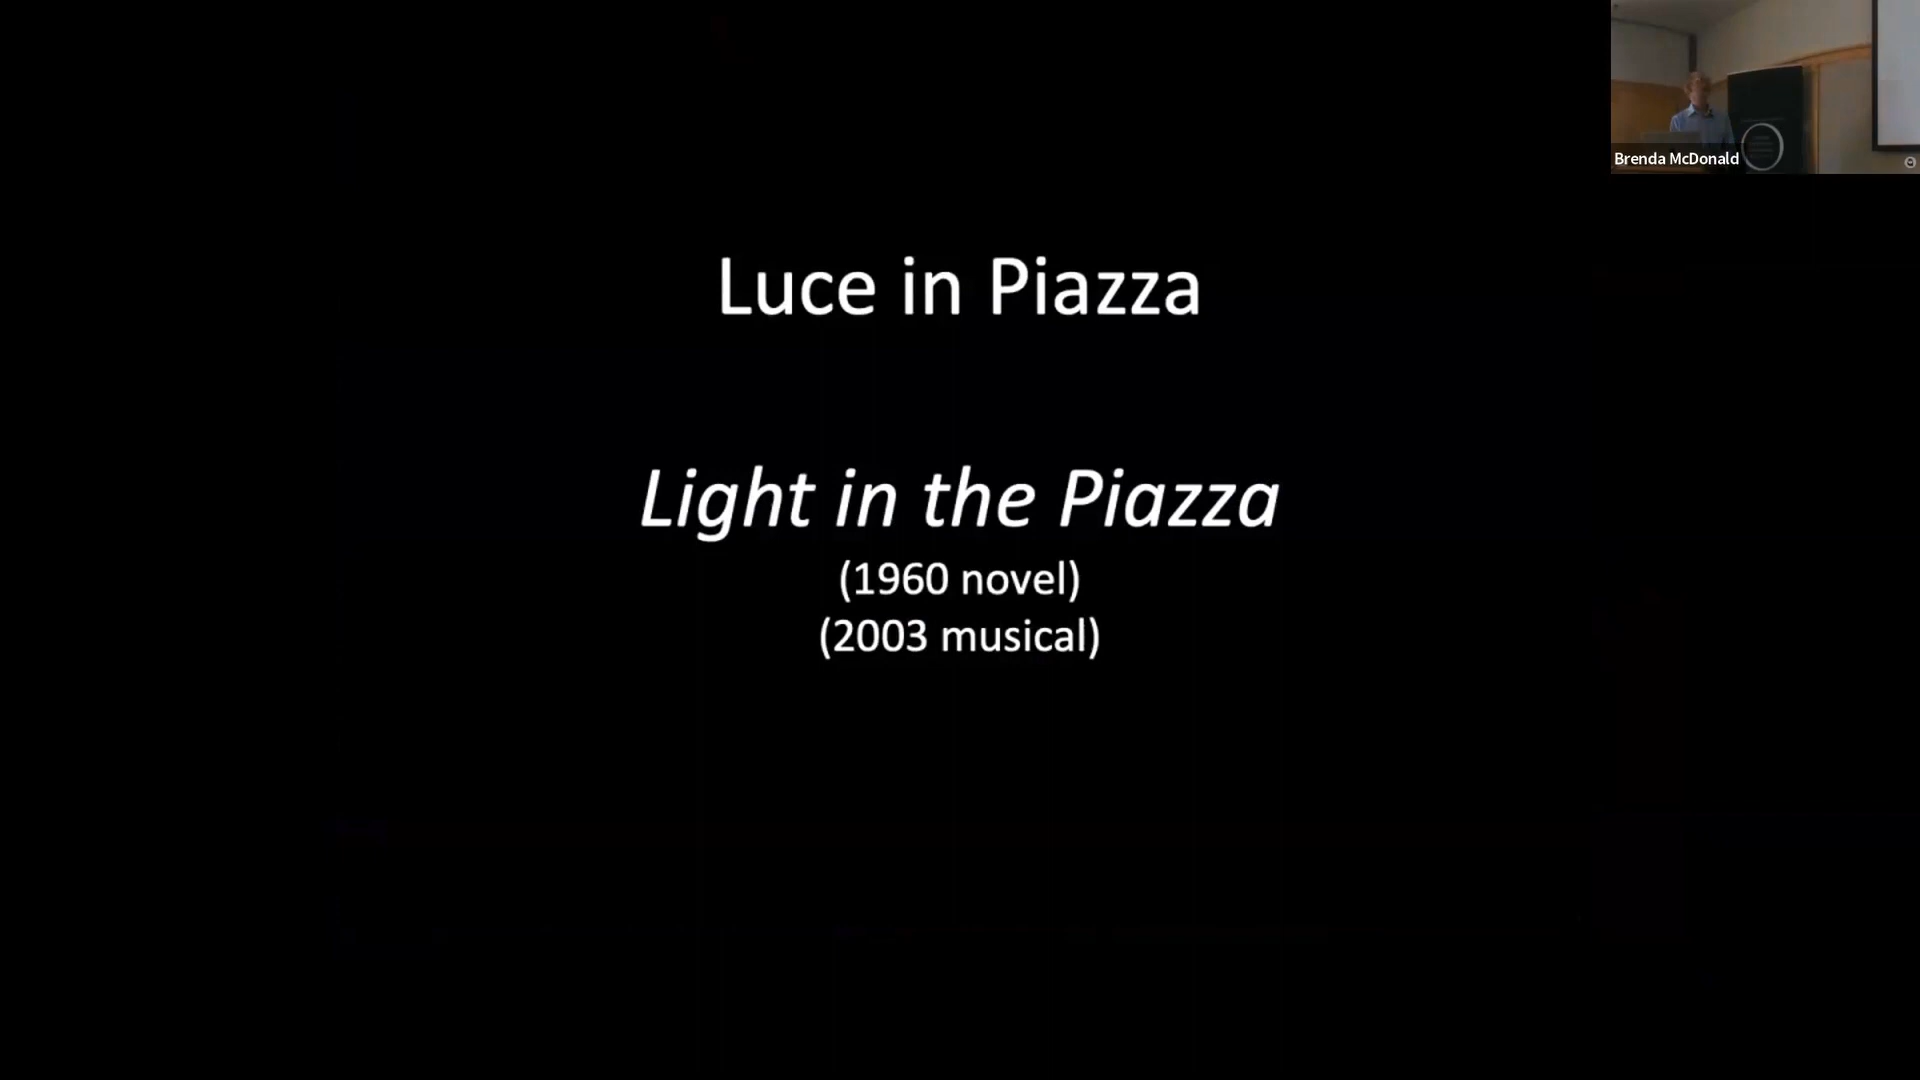 Brenda McDonald
Luce in Piazza
Light in the Piazza
(1960 novel)
(2003 musical)